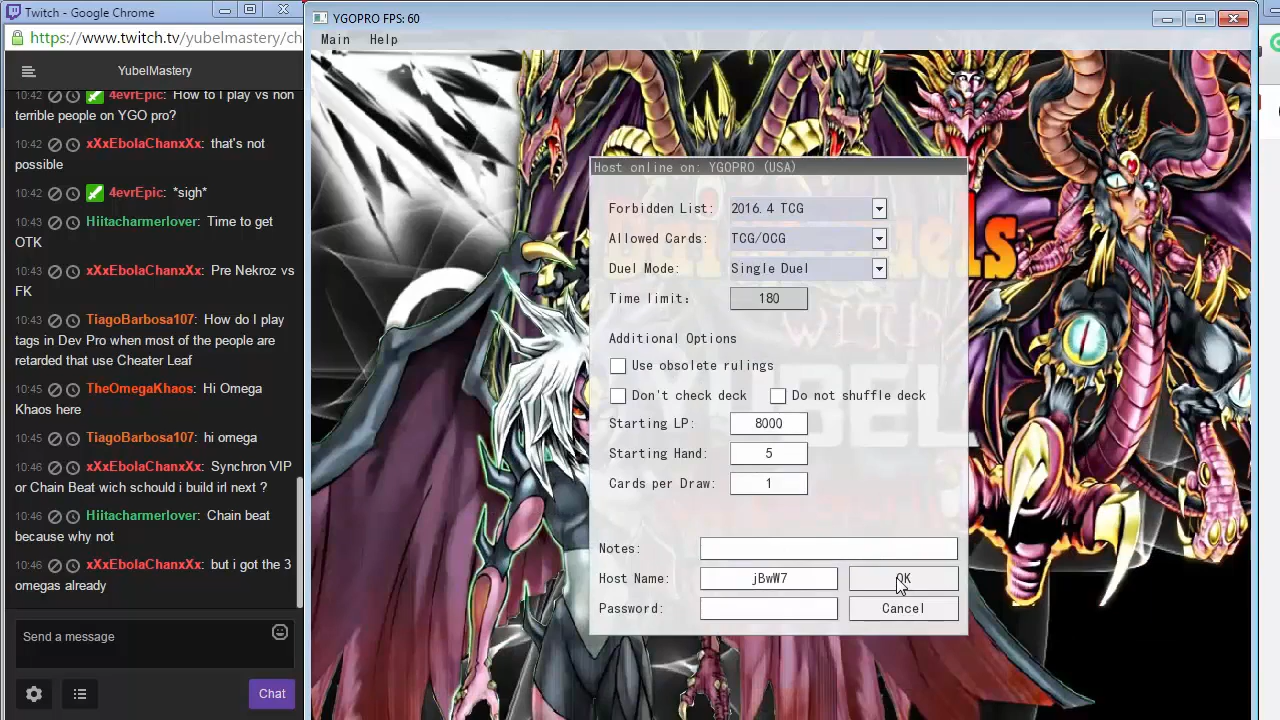 Twitch - Google Chrome
https://www.twitch.tv/yubelmastery/ch
YubelMastery
10:42 4evrEpic: How to I play vs non
terrible people on YGO pro?
10:42 xXxEbolaChanxXx: that's not
possible
10:42 4evrEpic: *sigh*
10:43 Hiitacharmerlover: Time to get
OTK
10:43 xXxEbolaChanxXx: Pre Nekroz vs
FK
10:43 TiagoBarbosa107: How do I play
tags in Dev Pro when most of the people are
retarded that use Cheater Leaf
10:45 TheOmegaKhaos: Hi Omega
Khaos here
10:45 TiagoBarbosa107: hi omega
10:46 xXxEbolaChanxXx: Synchron VIP
or Chain Beat wich schould i build irl next ?
10:46 Hiitacharmerlover: Chain beat
because why not
10:46 xXxEbolaChanxXx: but i got the 3
omegas already
Send a message
Chat
YGOPRO FPS: 60
Main Help
Host online on: YGOPRO (USA)
Forbidden List: 2016.4 TCG
Allowed Cards: TCG/OCG
Duel Mode: Single Duel
Time limit: 180
Additional Options
Use obsolete rulings
Don't check deck Do not shuffle deck
Starting LP: 8000
Starting Hand: 5
Cards per Draw: 1
Notes:
Host Name: jBwW7 OK
Password: Cancel
WITH
YUBEL